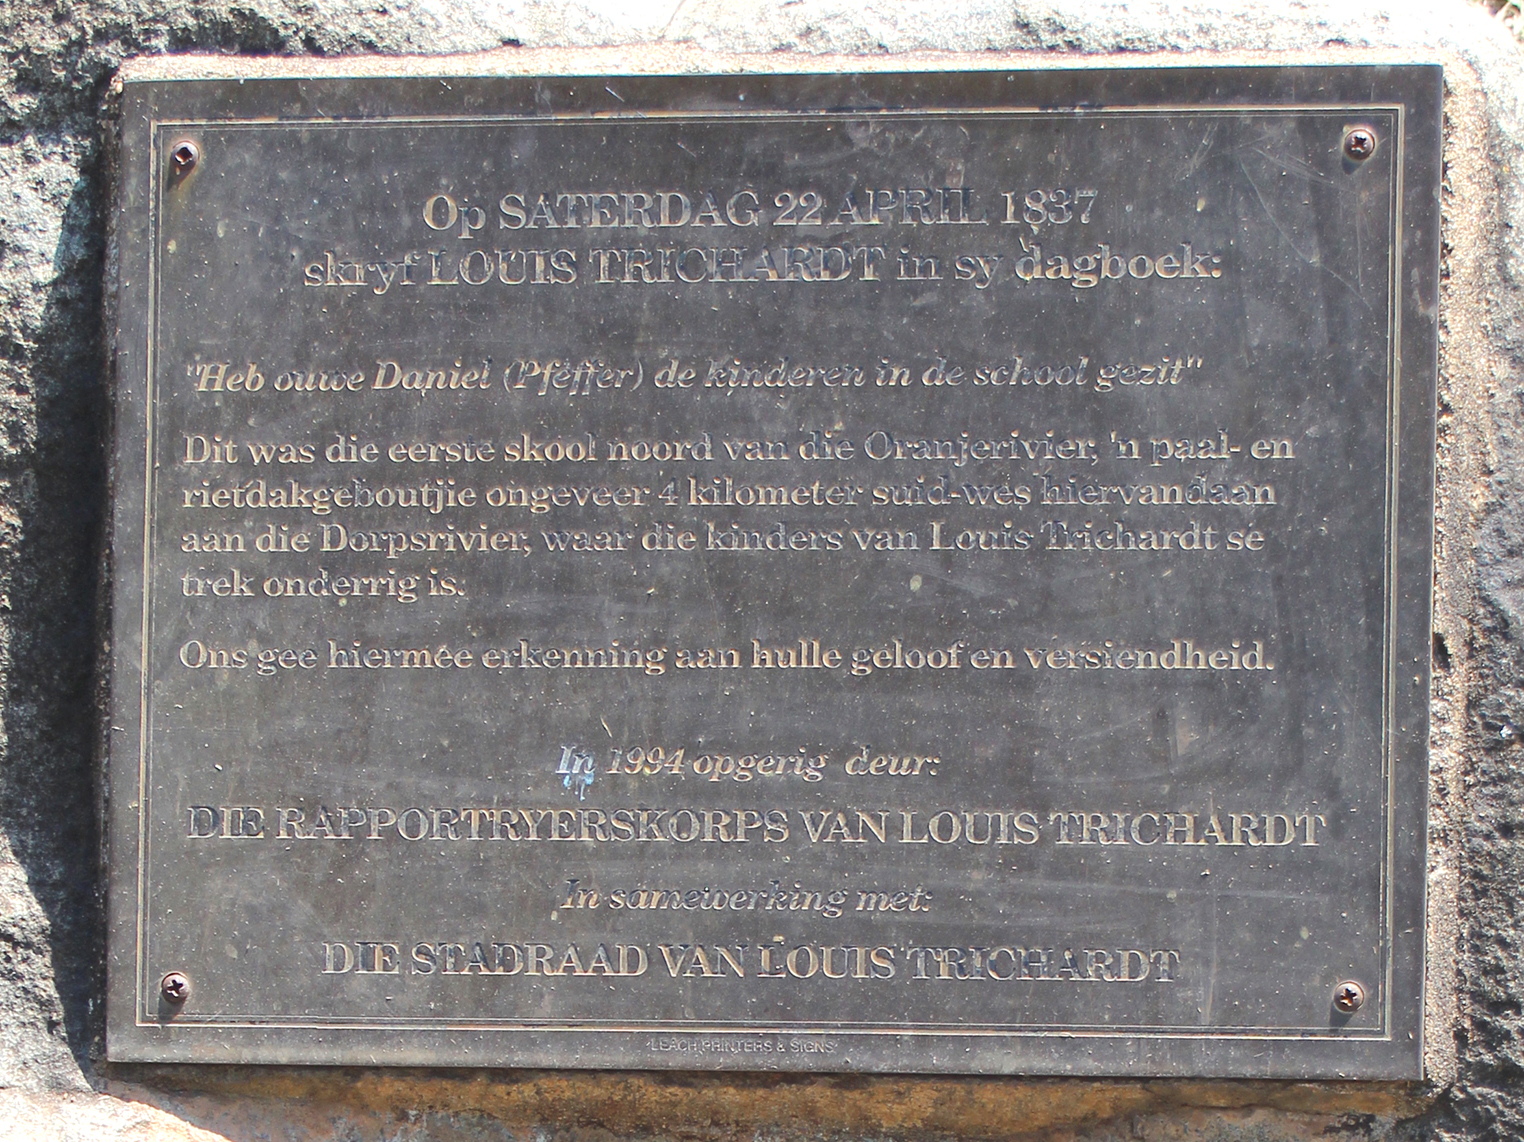 Op SATERDAG 22 APRIL 1837
skryf LOUIS TRICHARDT in sy dagboek:
"Heb ouwe Daniel (Pfeffer) de kinderen in de school gezit"
Dit was die eerste skool noord van die Oranjerivier, 'n paal- en
rietdakgeboutjie ongeveer 4 kilometer suid-wes hiervandaan
aan die Dorpsrivier, waar die kinders van Louis Trichardt se
trek onderrig is.
Ons gee hiermee erkenning aan hulle geloof en versiendheid.
In 1994 opgerig deur:
DIE RAPPORTRYERSKORPS VAN LOUIS TRICHARDT
In samewerking met:
DIE STADRAAD VAN LOUIS TRICHARDT
LEACH PRINTERS & SIGNS